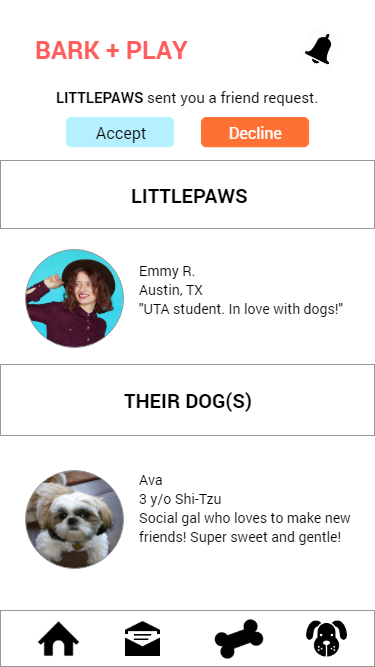 BARK + PLAY
LITTLEPAWS sent you a friend request.
Accept
Decline
LITTLEPAWS
Emmy R.
Austin, TX
"UTA student. In love with dogs!"
THEIR DOG(S)
Ava
3 y/o Shi-Tzu
Social gal who loves to make new
friends! Super sweet and gentle!